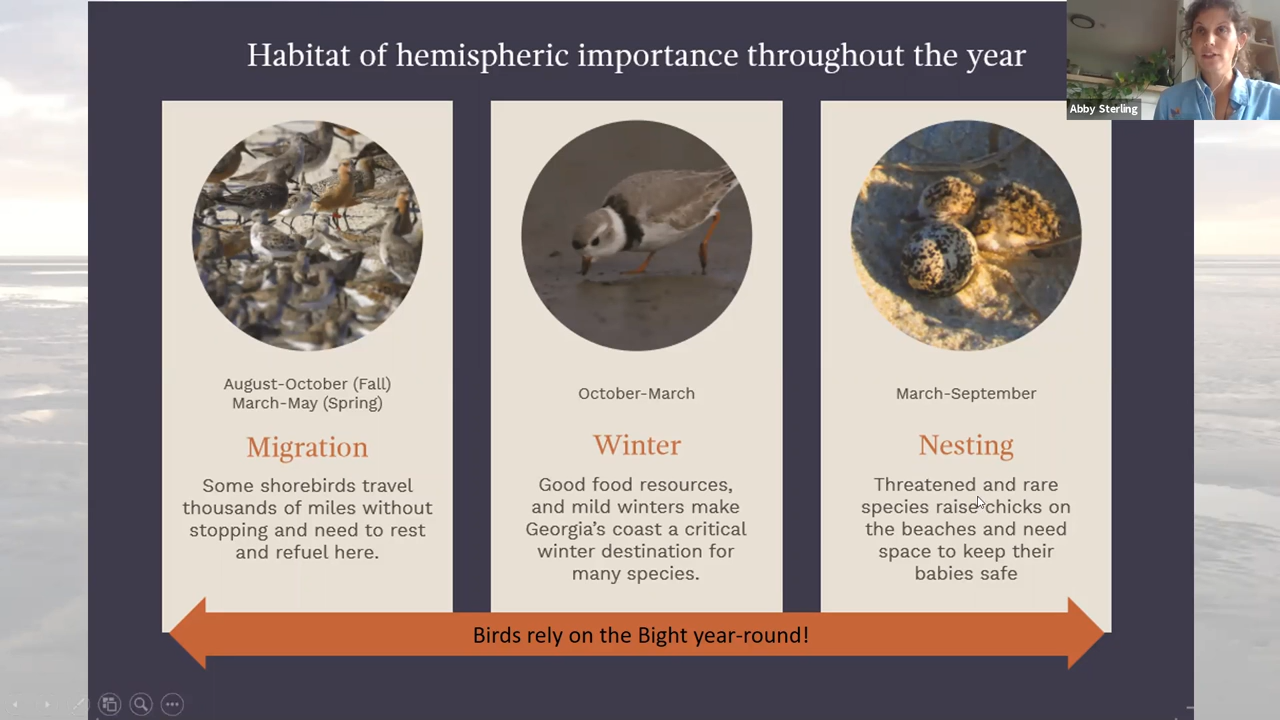 Habitat of hemispheric importance throughout the year
Abby Sterling
August-October (Fall)
March-May (Spring)
Migration
Some shorebirds travel
thousands of miles without
stopping and need to rest
and refuel here.
October-March
Winter
Good food resources,
and mild winters make
Georgia's coast a critical
winter destination for
many species.
March-September
Nesting
Threatened and rare
species raise chicks on
the beaches and need
space to keep their
babies safe
Birds rely on the Bight year-round!